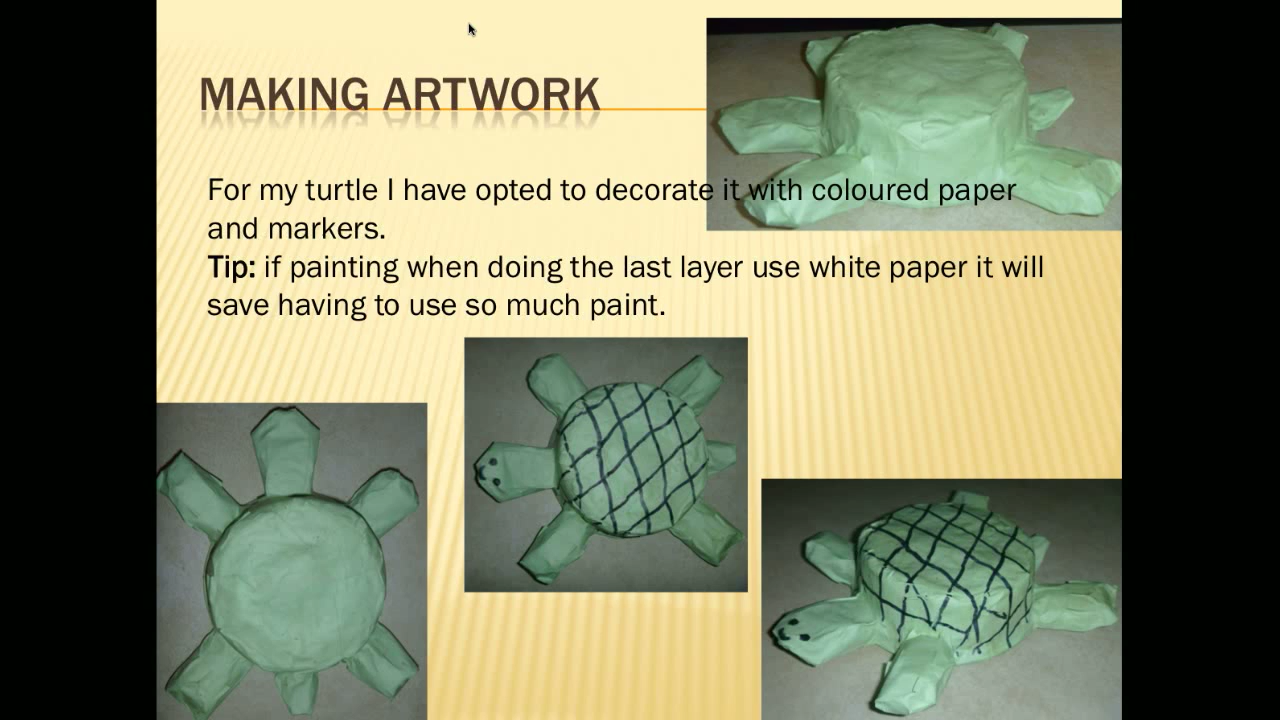 MAKING ARTWORK
For my turtle I have opted to decorate it with coloured paper
and markers.
Tip: if painting when doing the last layer use white paper it will
save having to use so much paint.